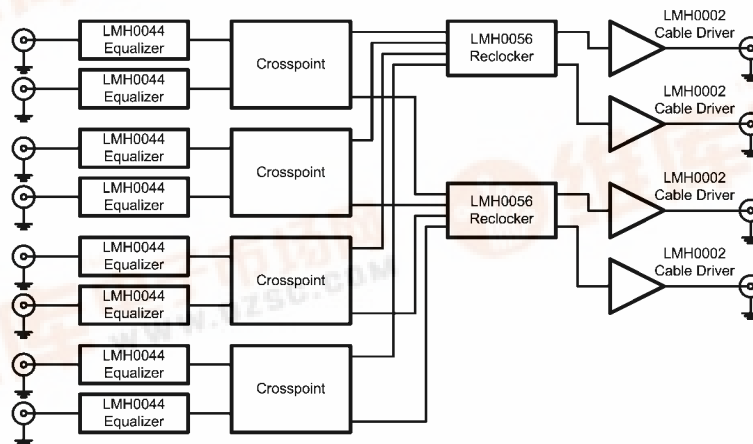 LMH0044
Equalizer
LMH0044
Equalizer
Crosspoint
LMH0044
Equalizer
LMH0044
Equalizer
Crosspoint
LMH0044
Equalizer
LMH0044
Equalizer
Crosspoint
LMH0044
Equalizer
LMH0044
Equalizer
Crosspoint
LMH0056
Reclocker
LMH0056
Reclocker
LMH0002
Cable Driver
LMH0002
Cable Driver
LMH0002
Cable Driver
LMH0002
Cable Driver